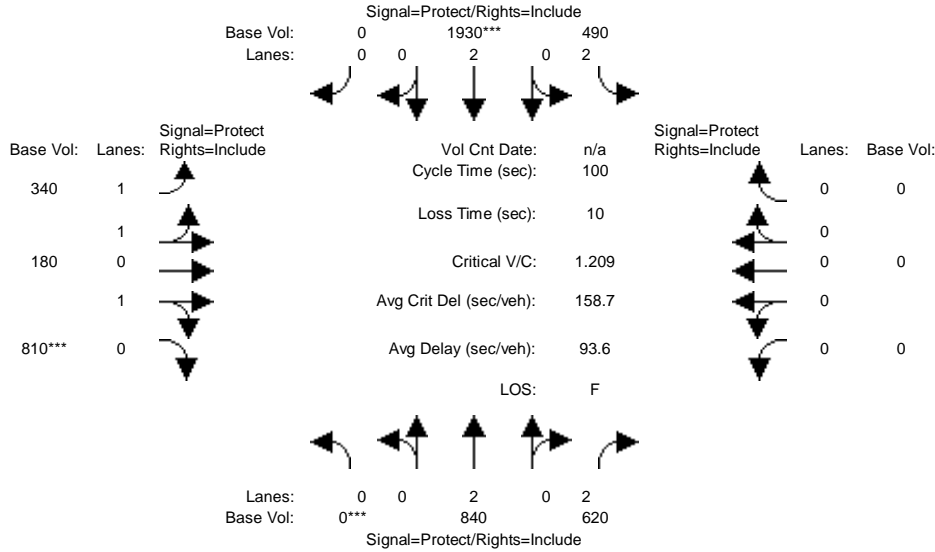 Signal=Protect/Rights=Include
Base Vol: 0 1930*** 490
Lanes: 0 0 2 0 2
Signal=Protect
Base Vol: Lanes: Rights=Include
Vol Cnt Date: n/a
Signal=Protect
Rights=Include Lanes: Base Vol:
Cycle Time (sec): 100
340 1
0 0
Loss Time (sec): 10
1
0
180 0
Critical V/C: 1.209
0 0
1
Avg Crit Del (sec/veh): 158.7
0
810*** 0
Avg Delay (sec/veh): 93.6
0 0
LOS: F
Lanes: 0 0 2 0 2
Base Vol: 0*** 840 620
Signal=Protect/Rights=Include